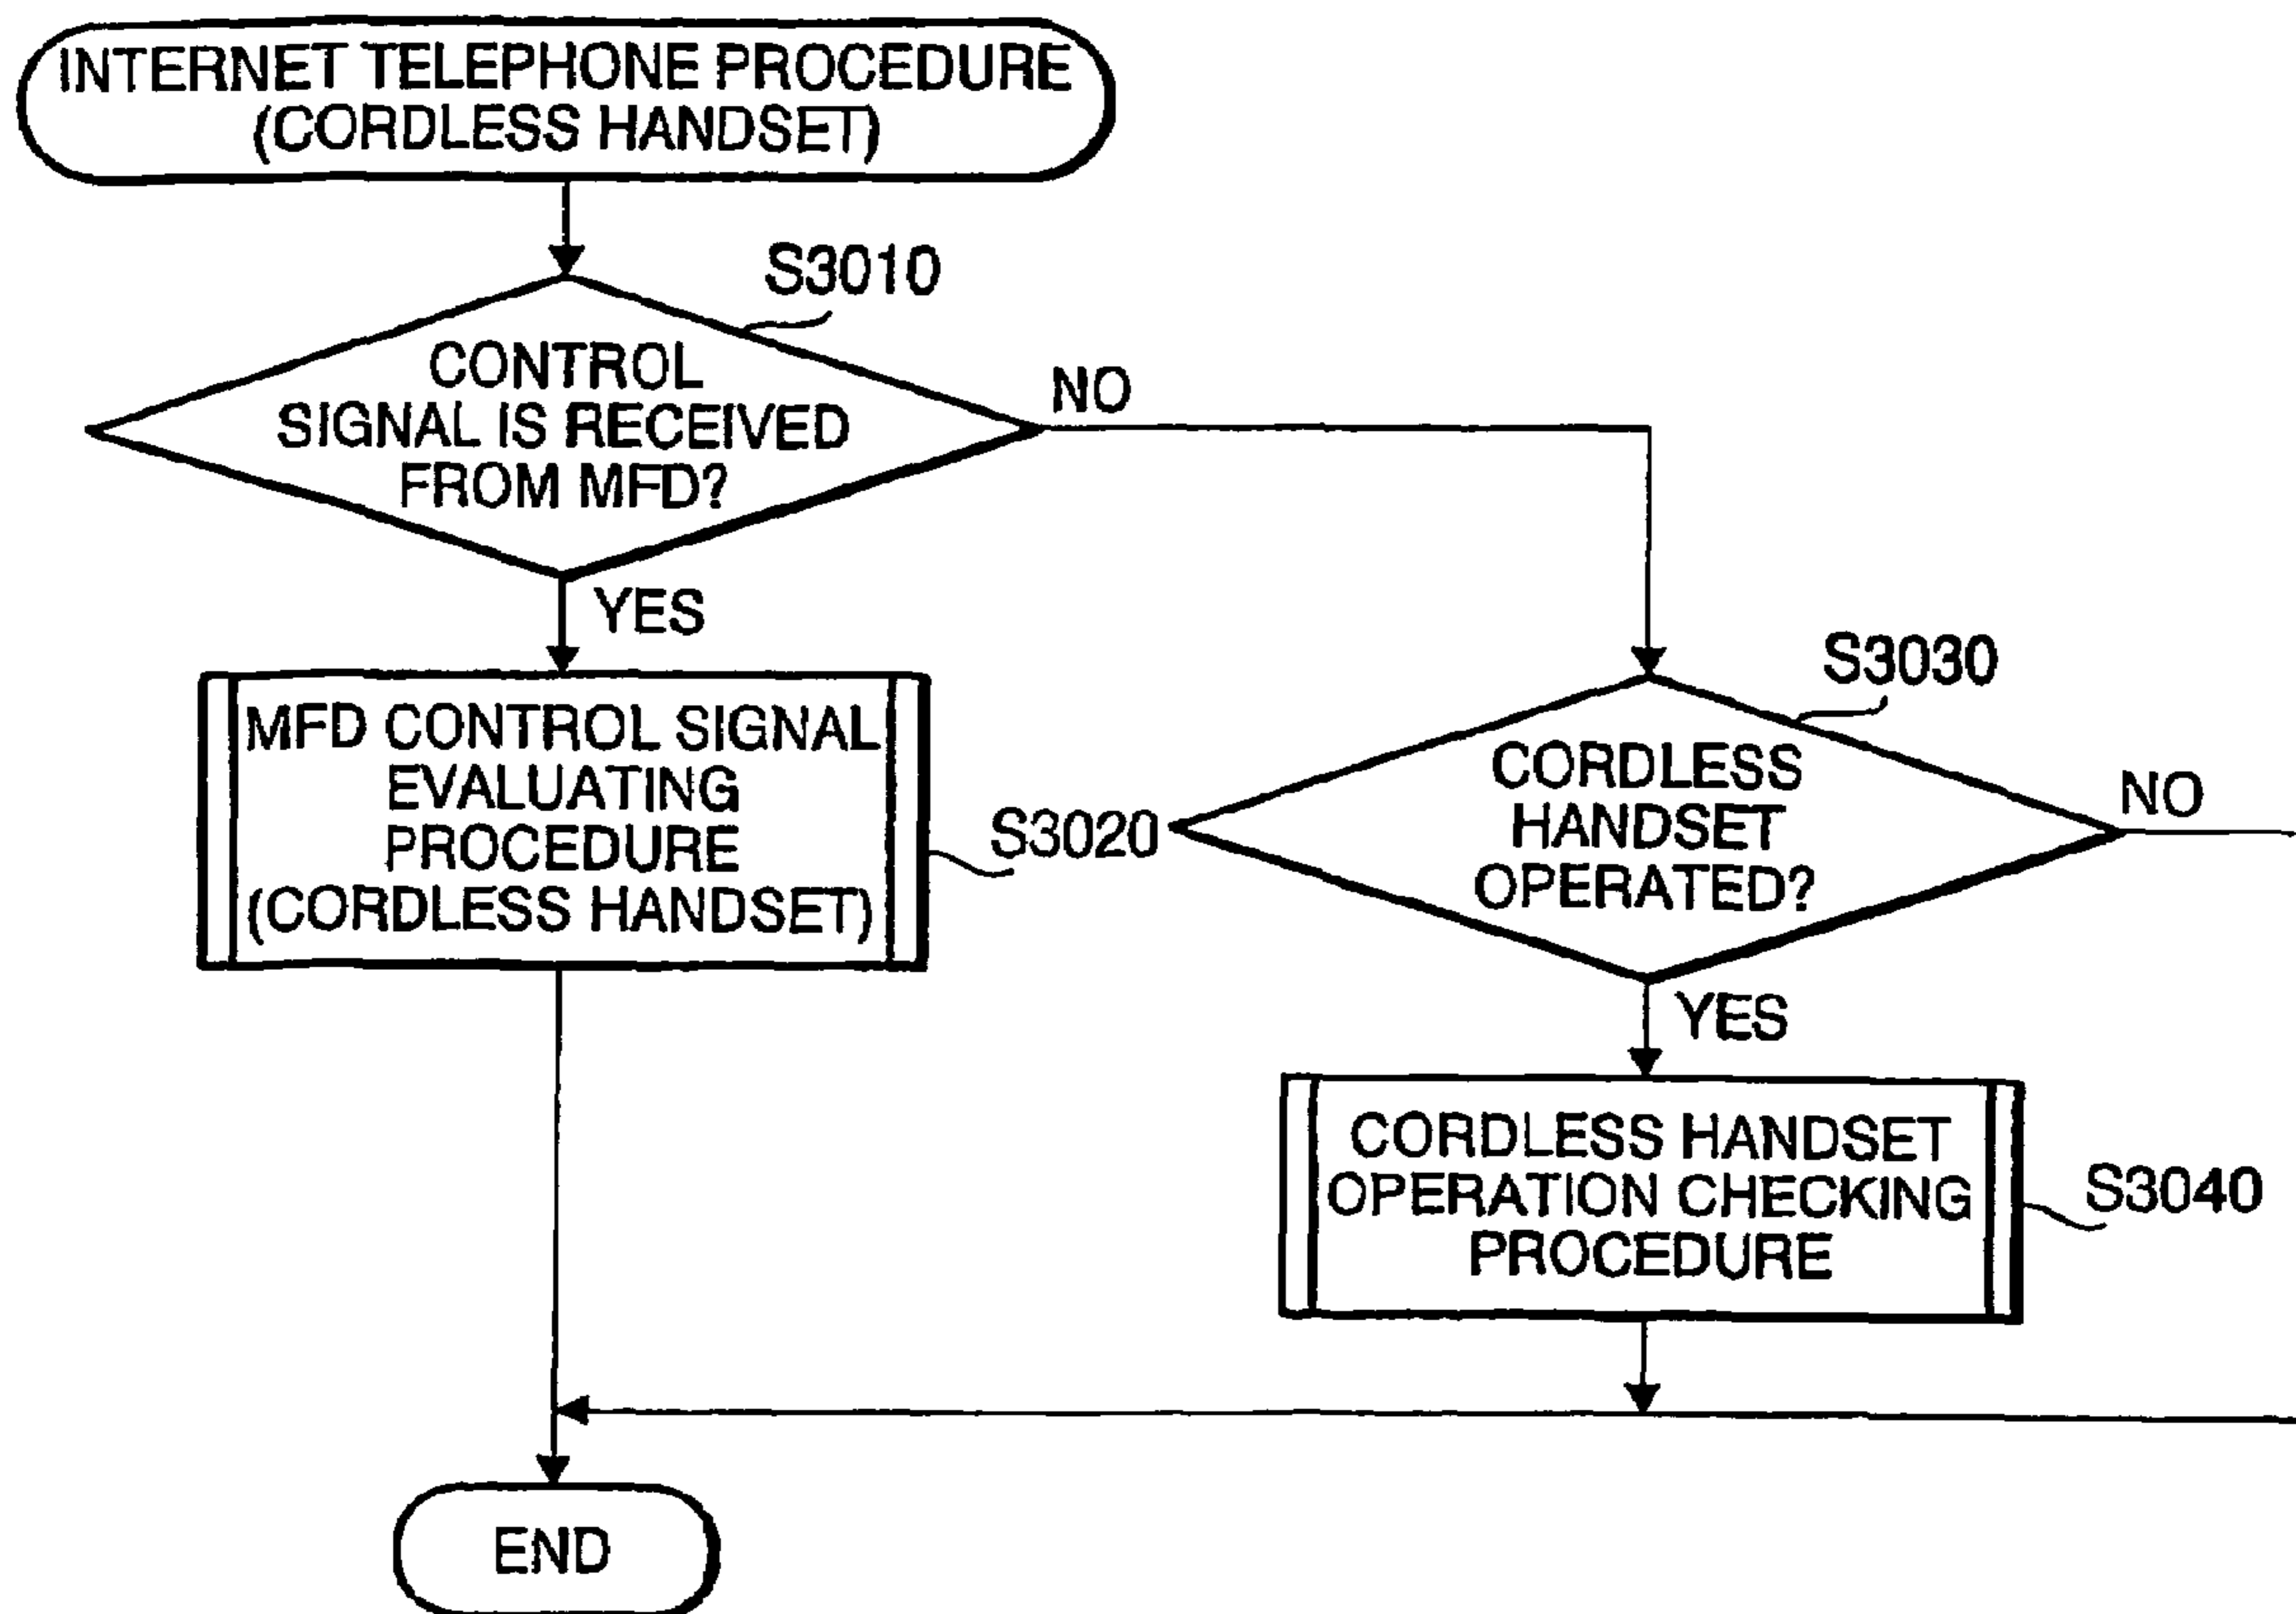 INTERNET TELEPHONE PROCEDURE
(CORDLESS HANDSET)
S3010
CONTROL
SIGNAL IS RECEIVED
FROM MFD?
NO
YES
MFD CONTROL SIGNAL
EVALUATING
PROCEDURE
(CORDLESS HANDSET)
S3020
S3030
CORDLESS
HANDSET
OPERATED?
NO
YES
CORDLESS HANDSET
OPERATION CHECKING
PROCEDURE
S3040
END